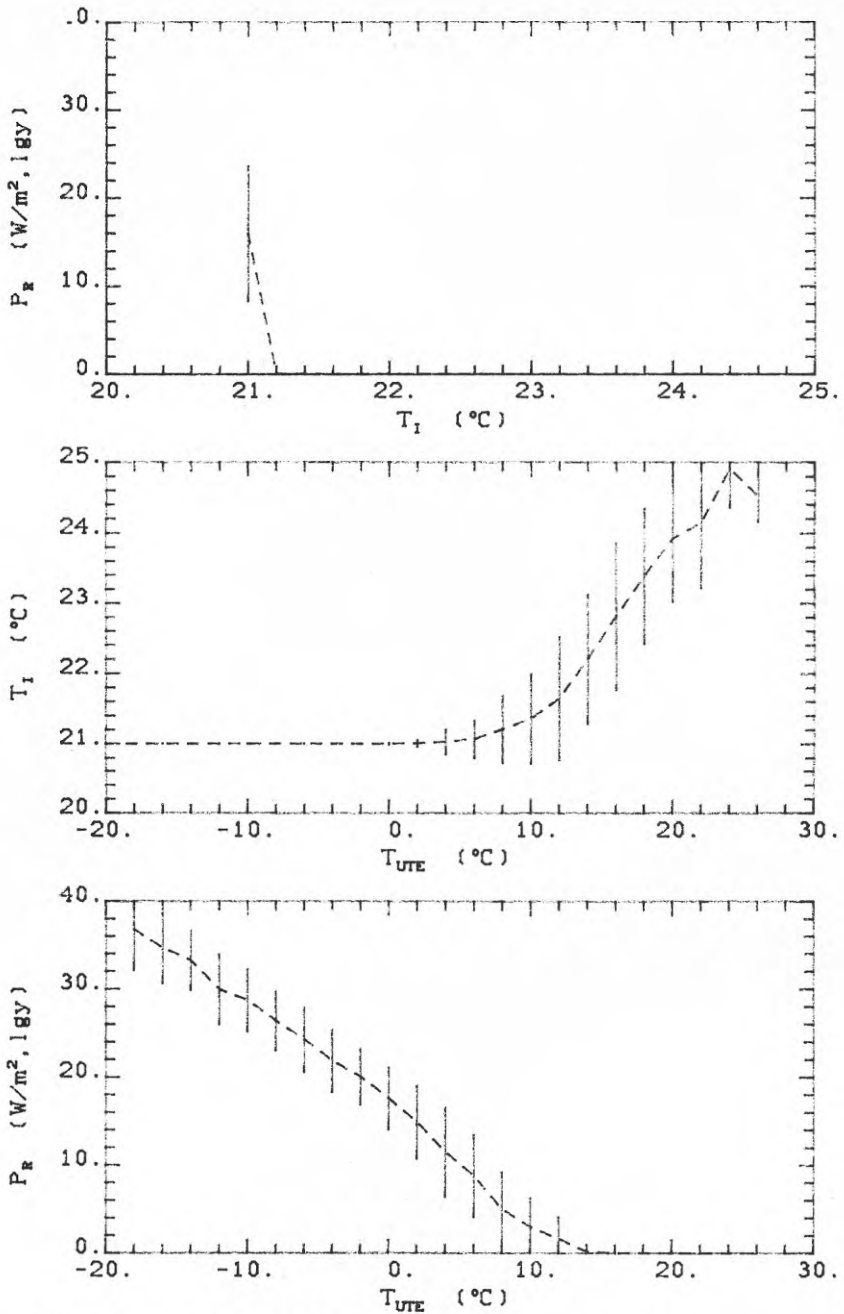 .0.
30.
20.
10.
0.
P_R (W/m², lgy)
20. 21. 22. 23. 24. 25.
T_I (°C)
25.
24.
23.
22.
21.
20.
T_I (°C)
-20. -10. 0. 10. 20. 30.
T_UTE (°C)
40.
30.
20.
10.
0.
P_R (W/m², lgy)
-20. -10. 0. 10. 20. 30.
T_UTE (°C)